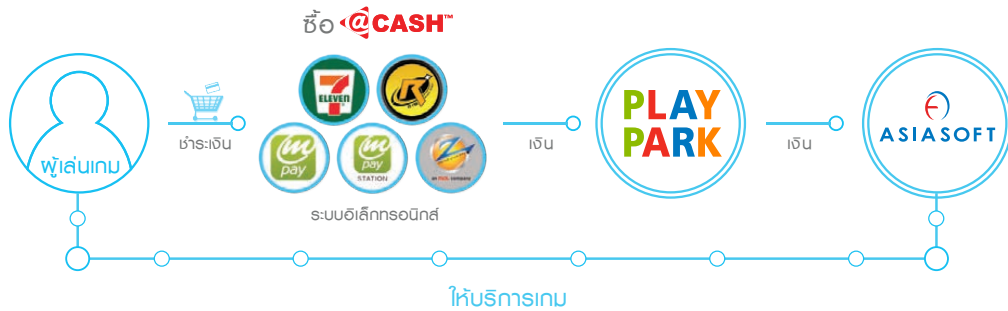 ซื้อ @CASH™
7
ELEVEN
R
ผู้เล่นเกม
ชำระเงิน
m
pay
m
pay
STATION
ระบบอิเล็กทรอนิกส์
เงิน
PLAY
PARK
เงิน
ASIASOFT
ให้บริการเกม